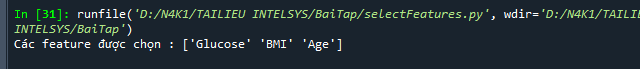 In [31]: runfile('D:/N4K1/TAILIEU INTELSYS/BaiTap/selectFeatures.py', wdir='D:/N4K1/TAILIEU
INTELSYS/BaiTap')
Các feature được chọn : ['Glucose' 'BMI' 'Age']